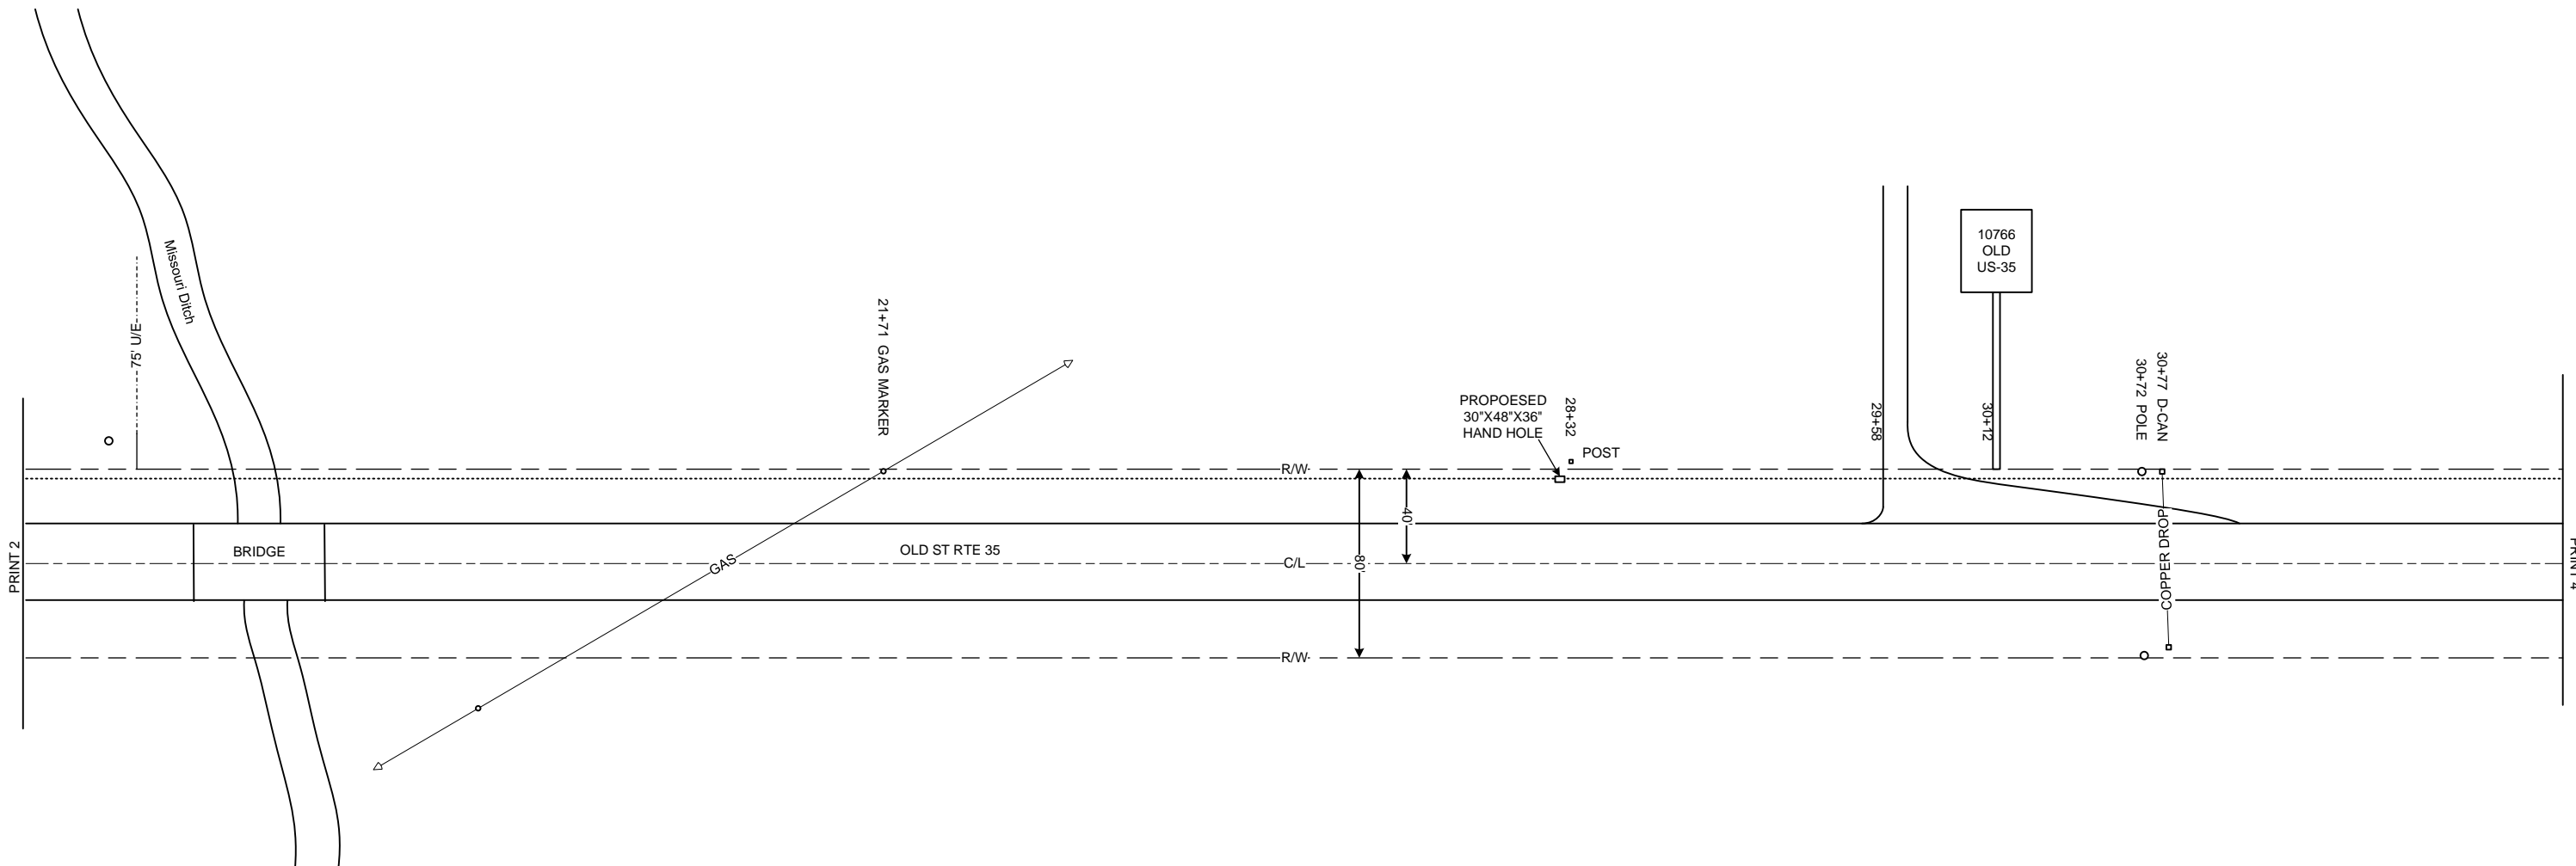 Missouri Ditch
75' U/E
21+71 GAS MARKER
10766
OLD
US-35
PROPOESED
30"X48"X36"
HAND HOLE
28+32
POST
29+58
30+12
30+72 POLE
30+77 D-CAN
R/W
PRINT 2
BRIDGE
GAS
OLD ST RTE 35
C/L
80'
40'
COPPER DROP
PRINT 4
R/W